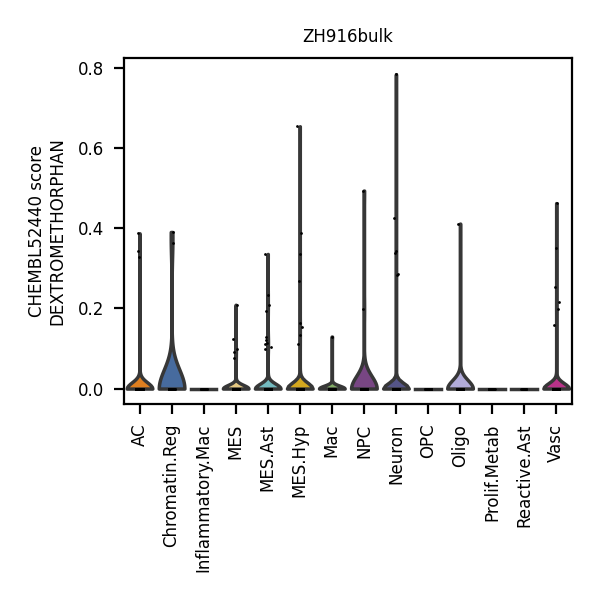 ZH916bulk
CHEMBL52440 score
DEXTROMETHORPHAN
0.8
0.6
0.4
0.2
0.0
AC
Chromatin.Reg
Inflammatory.Mac
MES
MES.Ast
MES.Hyp
Mac
NPC
Neuron
OPC
Oligo
Prolif.Metab
Reactive.Ast
Vasc